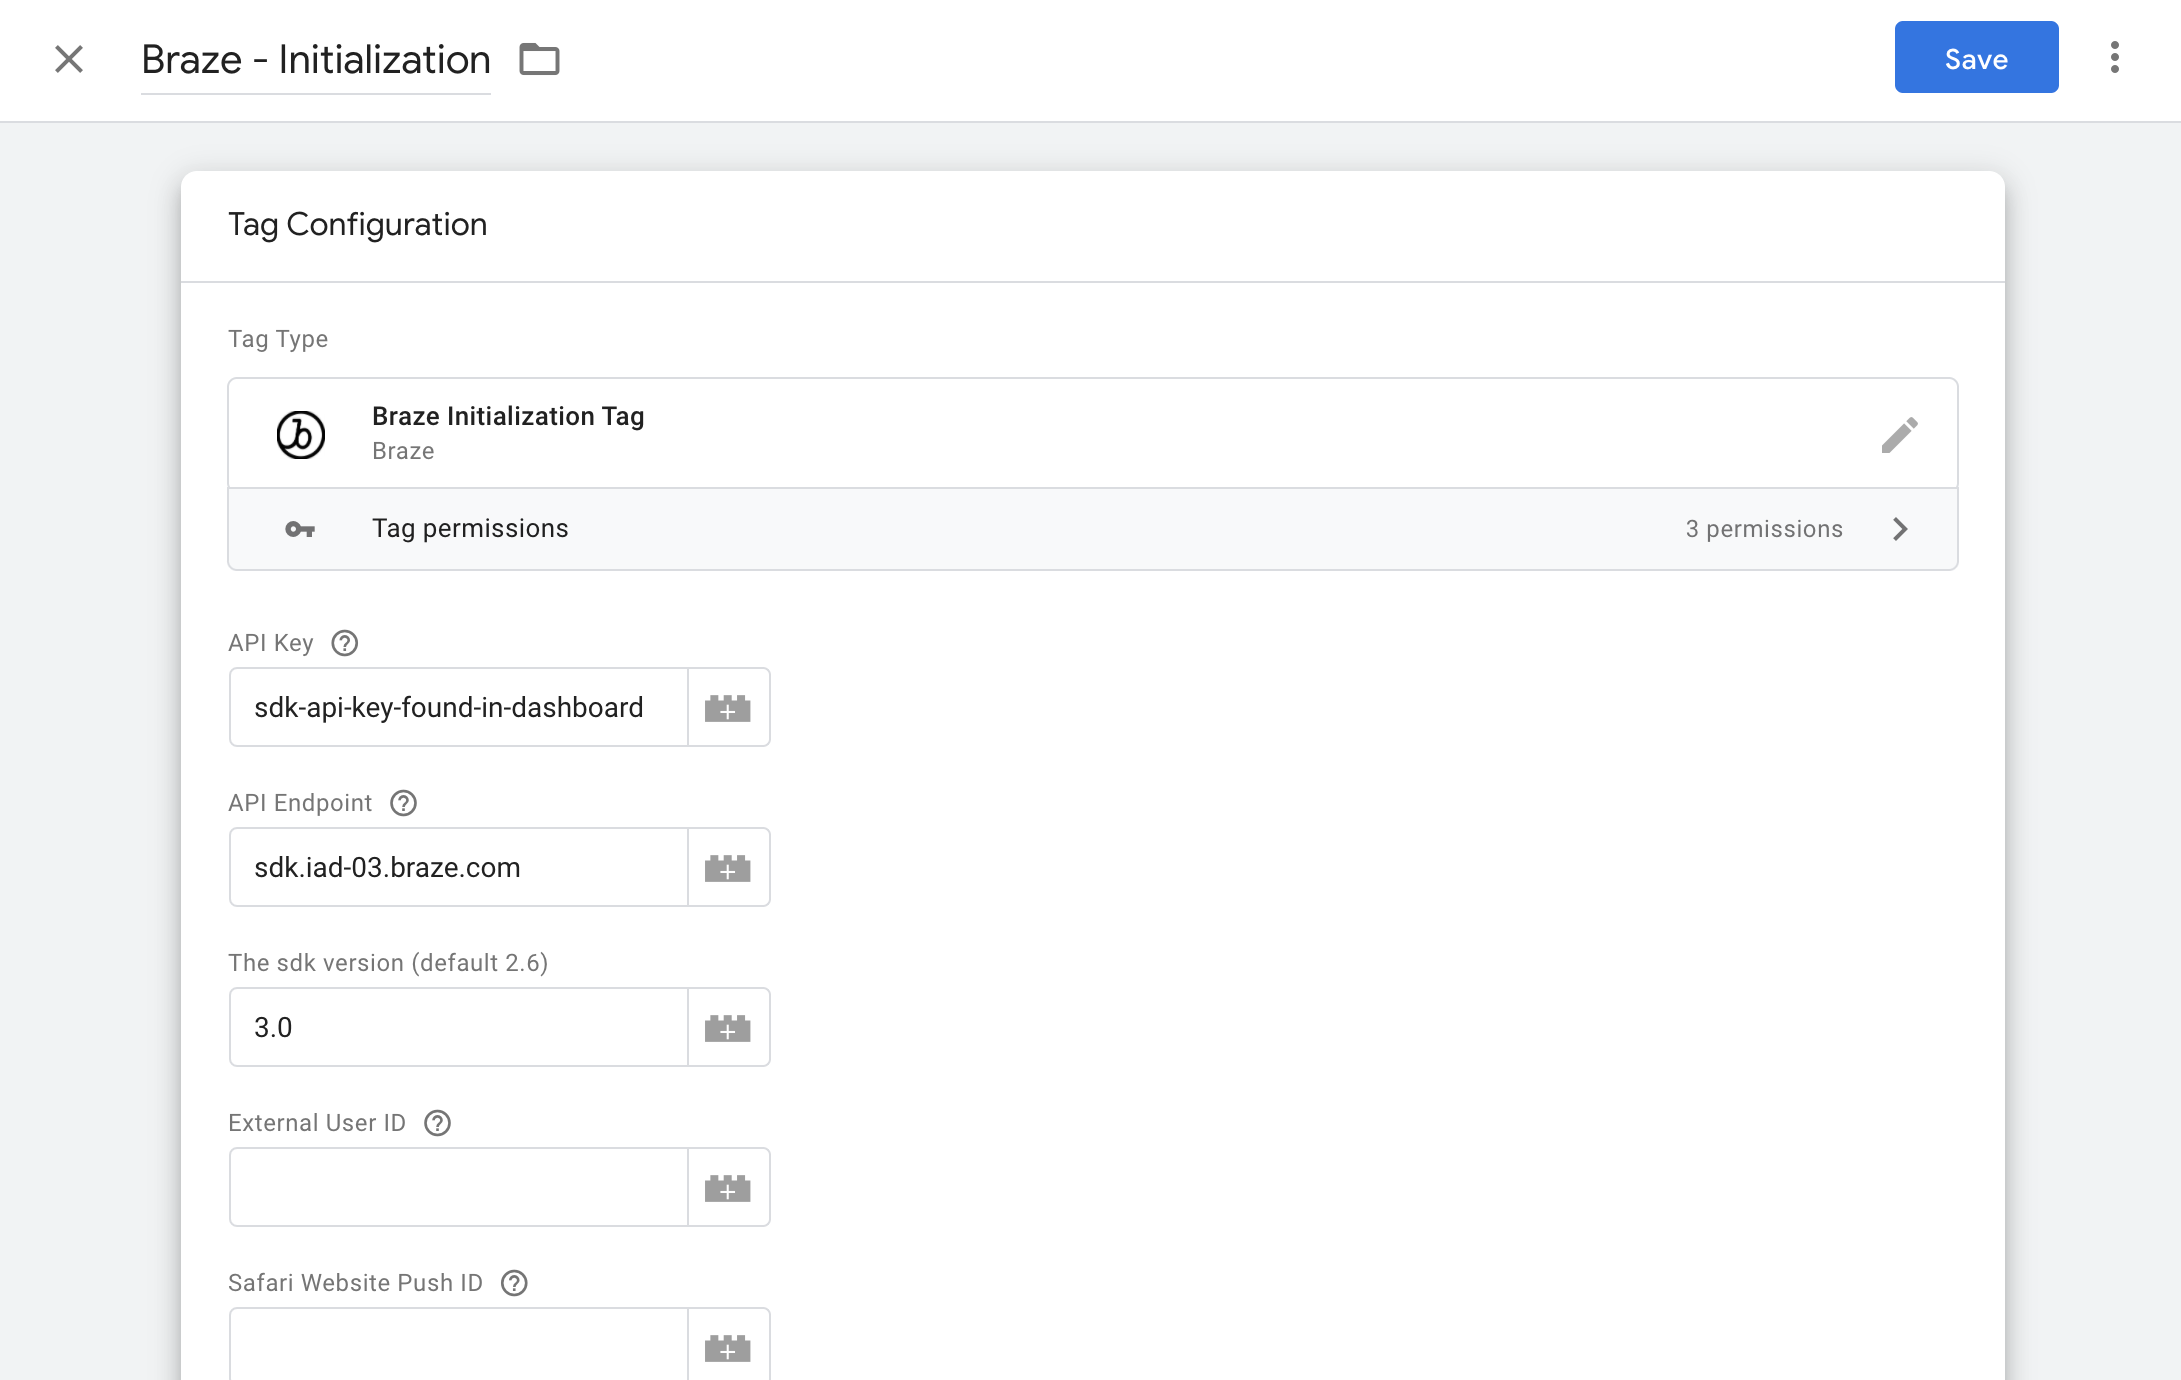 Braze - Initialization
Save
Tag Configuration
Tag Type
Braze Initialization Tag
Braze
Tag permissions
3 permissions
API Key
sdk-api-key-found-in-dashboard
API Endpoint
sdk.iad-03.braze.com
The sdk version (default 2.6)
3.0
External User ID
Safari Website Push ID